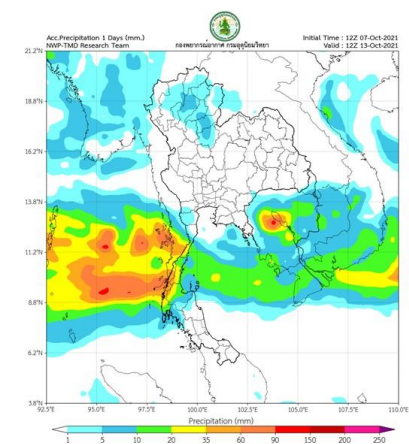 Acc.Precipitation 1 Days (mm.)
NWP-TMD Research Team
กองพยากรณ์อากาศ กรมอุตุนิยมวิทยา
Initial Time : 12Z 07-Oct-2021
Valid : 12Z 13-Oct-2021
21.2°N
18.8°N
16.2°N
13.8°N
11.2°N
8.8°N
6.2°N
3.8°N
92.5°E 95.0°E 97.5°E 100.0°E 102.5°E 105.0°E 107.5°E 110.0°E
Precipitation (mm)
1 5 10 20 35 60 90 150 200 250